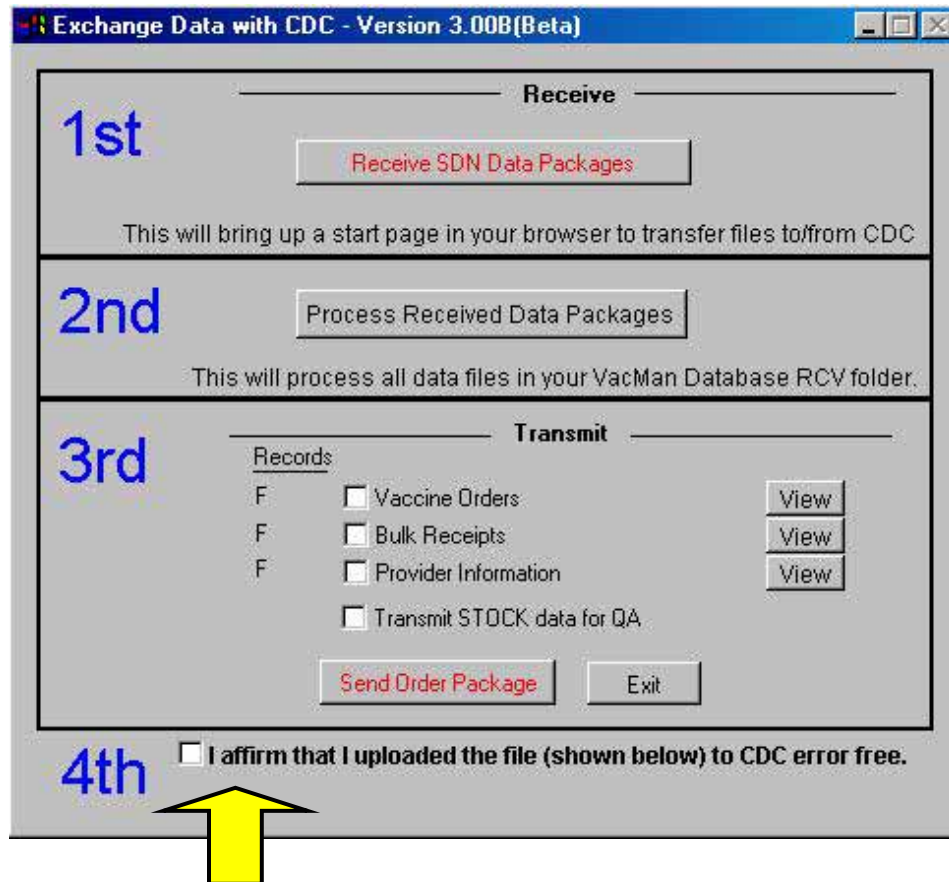 Exchange Data with CDC - Version 3.00B(Beta)
1st
Receive
Receive SDN Data Packages
This will bring up a start page in your browser to transfer files to/from CDC
2nd
Process Received Data Packages
This will process all data files in your VacMan Database RCV folder.
3rd
Transmit
Records
F Vaccine Orders View
F Bulk Receipts View
F Provider Information View
Transmit STOCK data for QA
Send Order Package Exit
4th I affirm that I uploaded the file (shown below) to CDC error free.